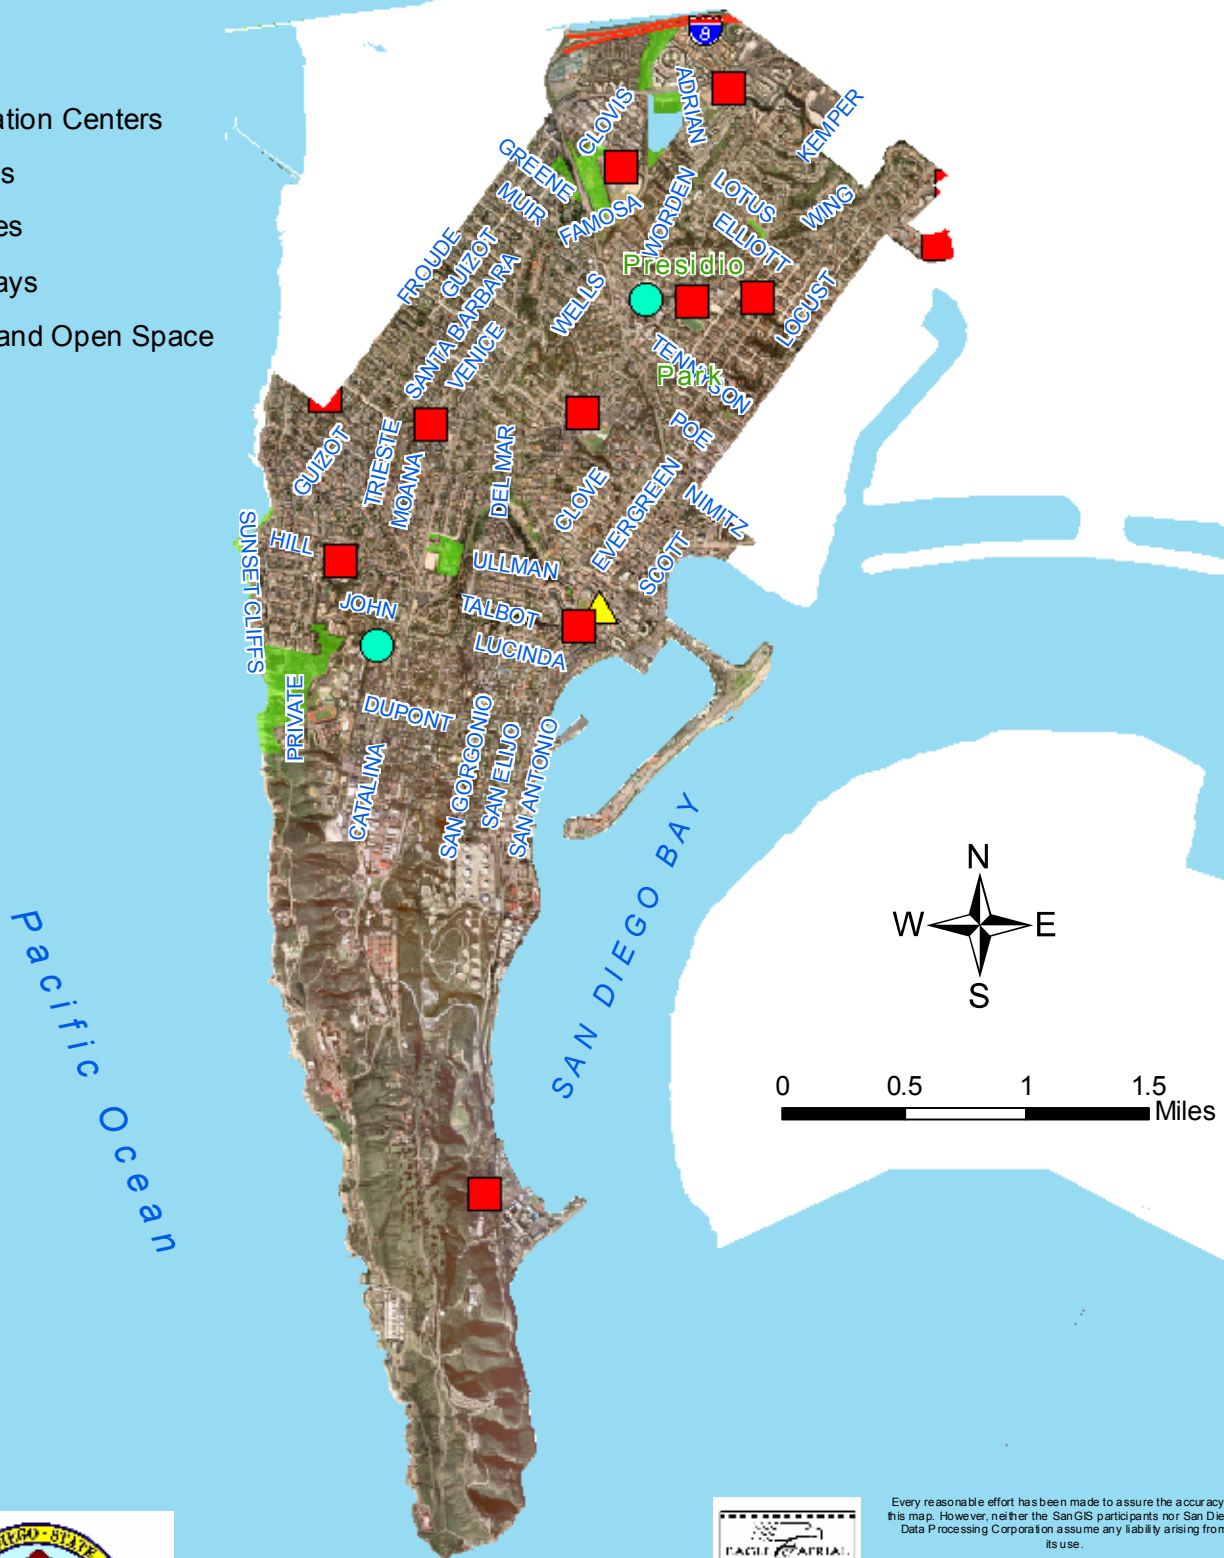 ation Centers
s
es
ays
and Open Space
8
ADRIAN
CLOVIS
KEMPER
GREENE
MUIR
FAMOSA
WORDEN
LOTUS
WING
ELLIOTT
FROUDE
GUIZOT
SANTA BARBARA
VENICE
WELLS
Presidio
LOCUST
TENNYSON
Park
POE
GUIZOT
TRIESTE
MOANA
DEL MAR
CLOVE
EVERGREEN
NIMITZ
SCOTT
SUNSET CLIFFS
HILL
ULLMAN
JOHN
TALBOT
LUCINDA
PRIVATE
DUPONT
CATALINA
SAN GORGONIO
SAN ELIJO
SAN ANTONIO
SAN DIEGO BAY
Pacific Ocean
N
W E
S
0 0.5 1 1.5
Miles
IEGO - STATE
EAGLE AERIAL
Every reasonable effort has been made to assure the accuracy
this map. However, neither the SanGIS participants nor San Die
Data Processing Corporation assume any liability arising from
its use.